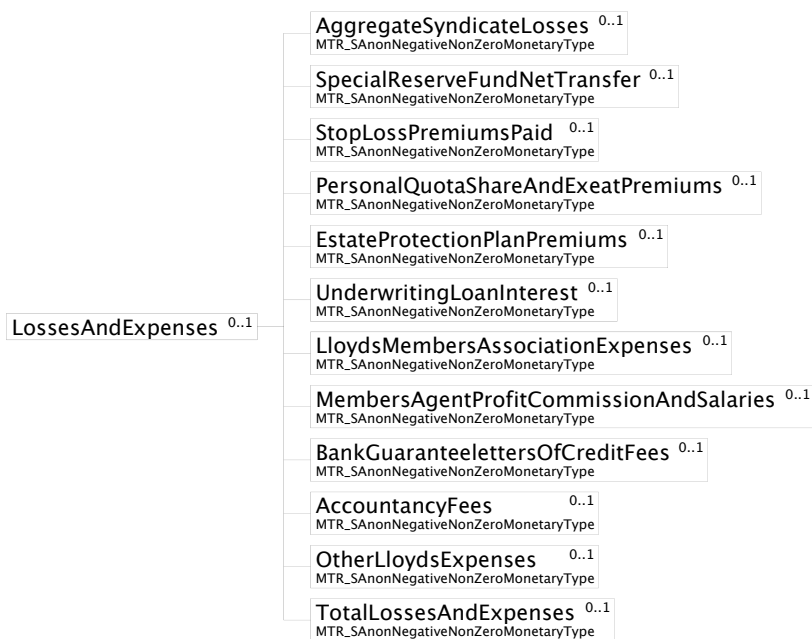 AggregateSyndicateLosses 0..1
MTR_SAnonNegativeNonZeroMonetaryType
SpecialReserveFundNetTransfer 0..1
MTR_SAnonNegativeNonZeroMonetaryType
StopLossPremiumsPaid 0..1
MTR_SAnonNegativeNonZeroMonetaryType
PersonalQuotaShareAndExeatPremiums 0..1
MTR_SAnonNegativeNonZeroMonetaryType
EstateProtectionPlanPremiums 0..1
MTR_SAnonNegativeNonZeroMonetaryType
UnderwritingLoanInterest 0..1
MTR_SAnonNegativeNonZeroMonetaryType
LossesAndExpenses 0..1
LloydsMembersAssociationExpenses 0..1
MTR_SAnonNegativeNonZeroMonetaryType
MembersAgentProfitCommissionAndSalaries 0..1
MTR_SAnonNegativeNonZeroMonetaryType
BankGuaranteelettersOfCreditFees 0..1
MTR_SAnonNegativeNonZeroMonetaryType
AccountancyFees 0..1
MTR_SAnonNegativeNonZeroMonetaryType
OtherLloydsExpenses 0..1
MTR_SAnonNegativeNonZeroMonetaryType
TotalLossesAndExpenses 0..1
MTR_SAnonNegativeNonZeroMonetaryType